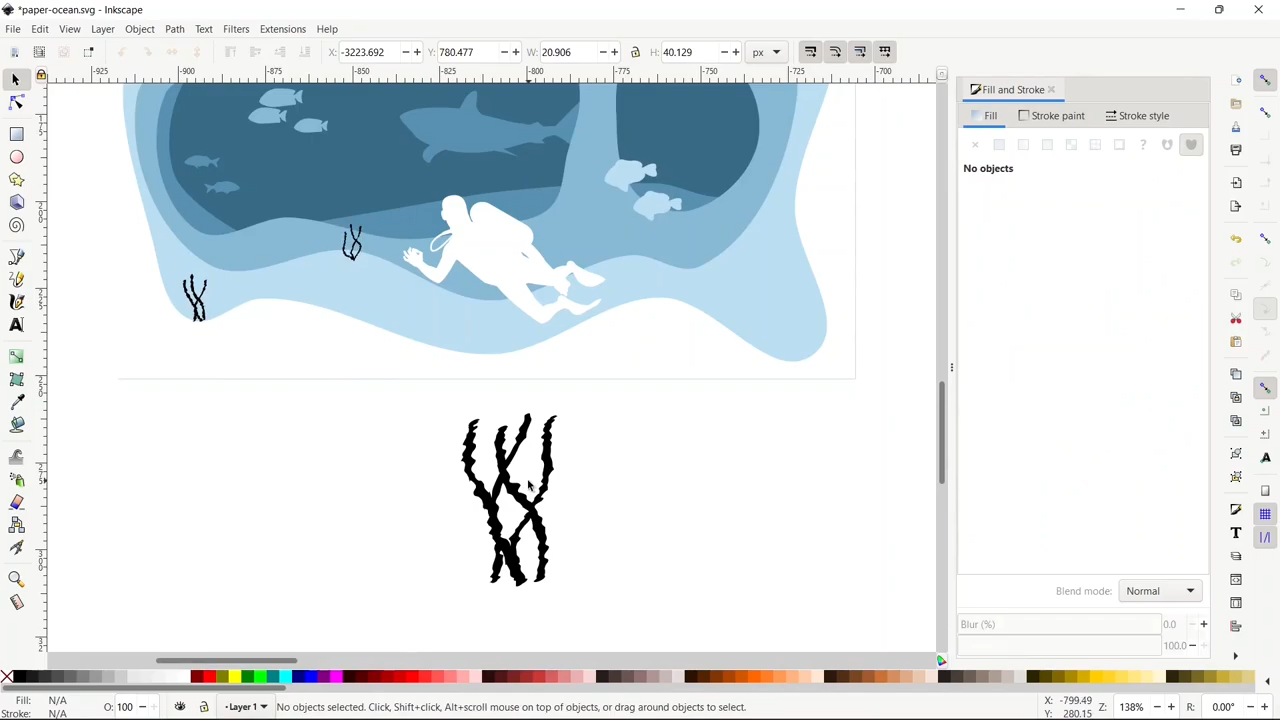 *paper-ocean.svg - Inkscape
File Edit View Layer Object Path Text Filters Extensions Help
X: -3223.692 Y: 780.477 W: 20.906 H: 40.129 px
-925 -900 -875 -850 -825 -800 -775 -750 -725 -700
Fill and Stroke
Fill Stroke paint Stroke style
No objects
Blend mode: Normal
Blur (%) 0.0
100.0
Fill: N/A
Stroke: N/A
O: 100
Layer 1
No objects selected. Click, Shift+click, Alt+scroll mouse on top of objects, or drag around objects to select.
X: -799.49
Y: 280.15
Z: 138%
R: 0.00°